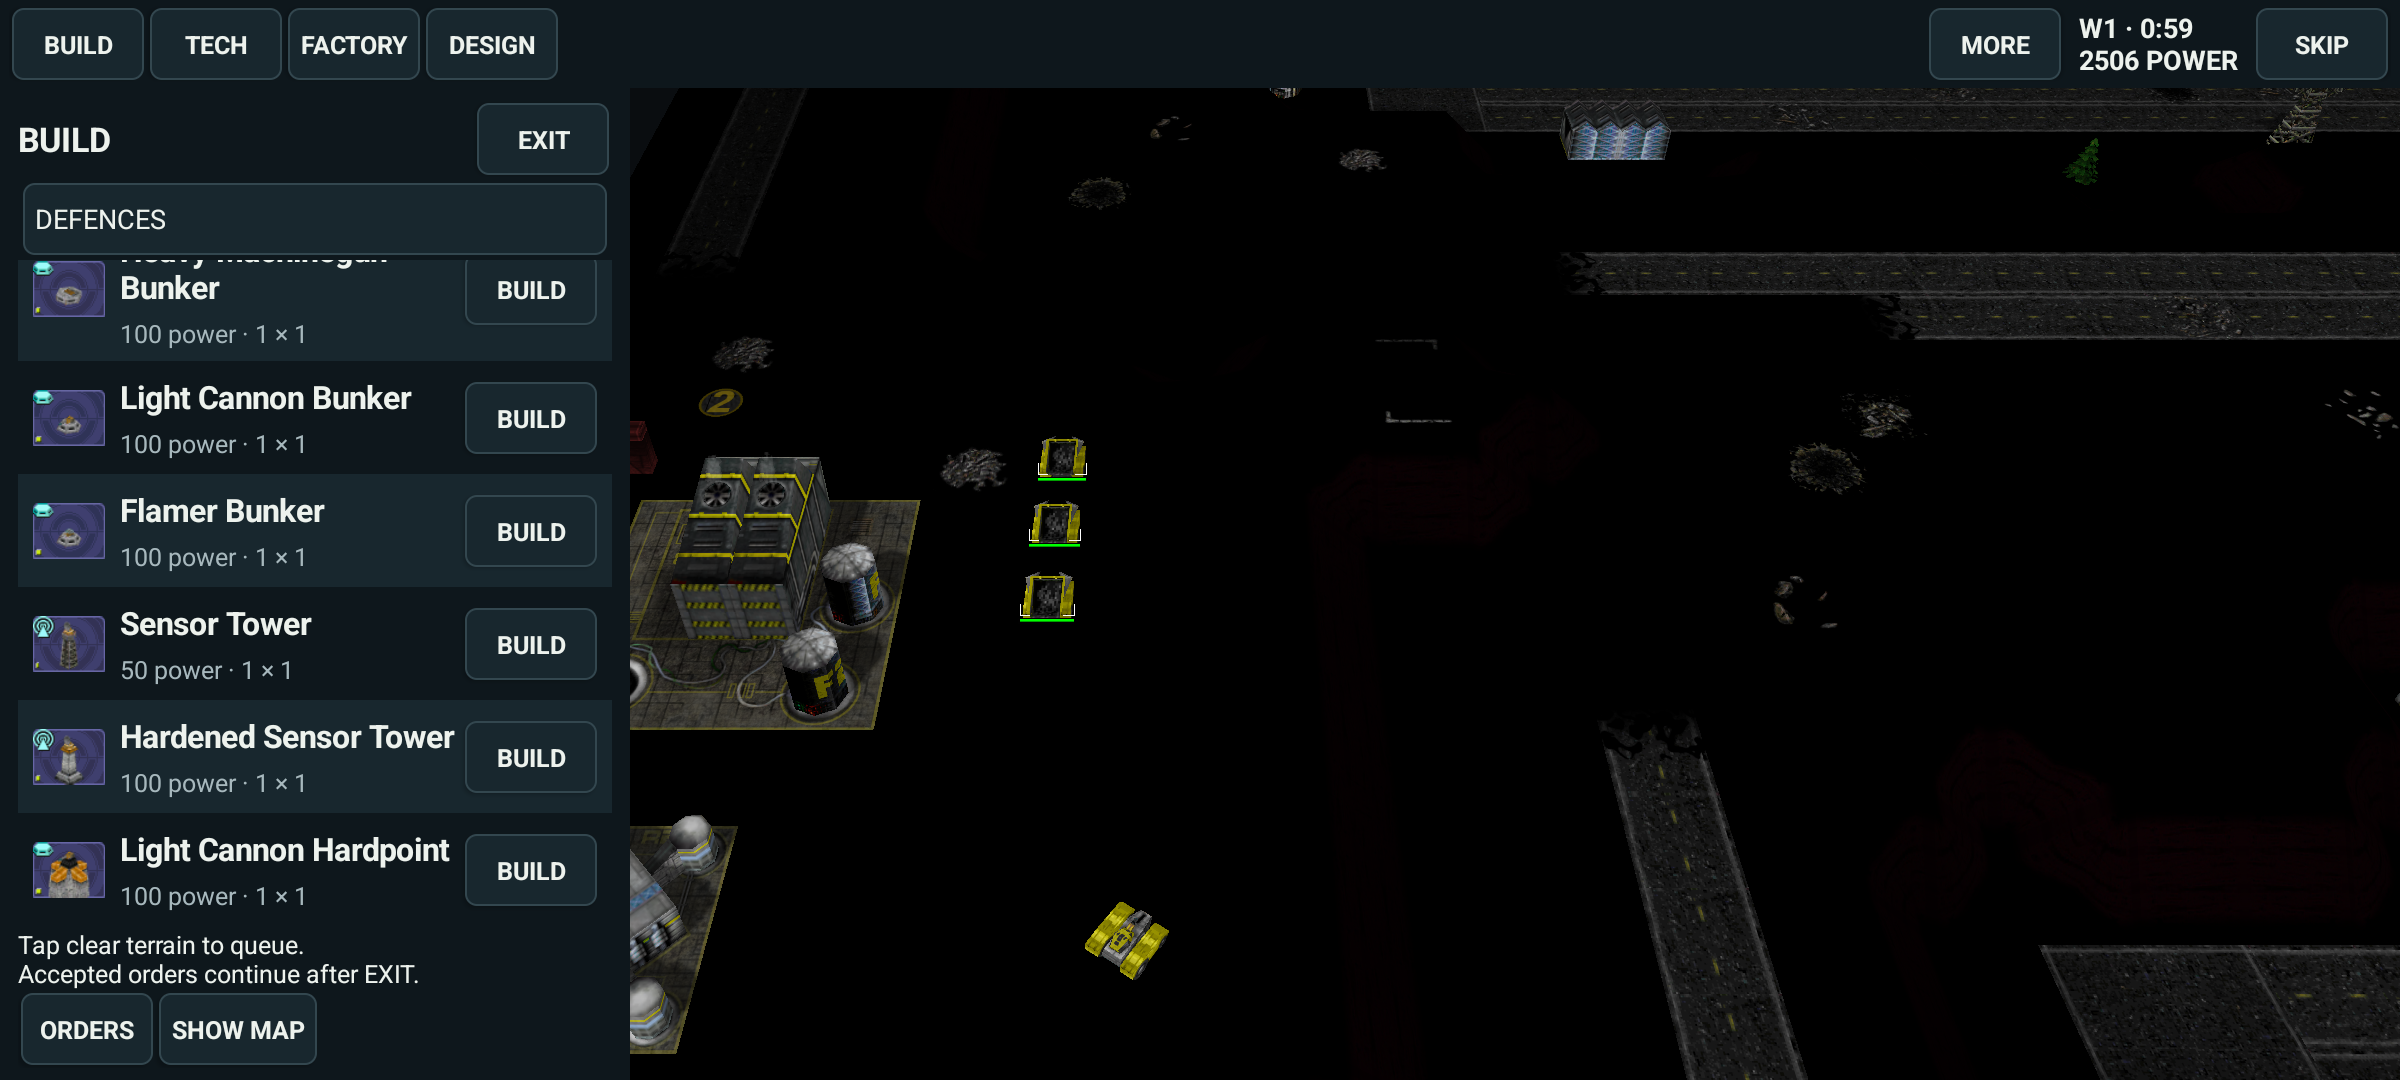 BUILD TECH FACTORY DESIGN MORE W1 · 0:59 SKIP
2506 POWER
BUILD EXIT
DEFENCES
Heavy Machinegun
Bunker BUILD
100 power · 1 × 1
Light Cannon Bunker BUILD
100 power · 1 × 1
Flamer Bunker BUILD
100 power · 1 × 1
Sensor Tower BUILD
50 power · 1 × 1
Hardened Sensor Tower BUILD
100 power · 1 × 1
Light Cannon Hardpoint BUILD
100 power · 1 × 1
Tap clear terrain to queue.
Accepted orders continue after EXIT.
ORDERS SHOW MAP
2